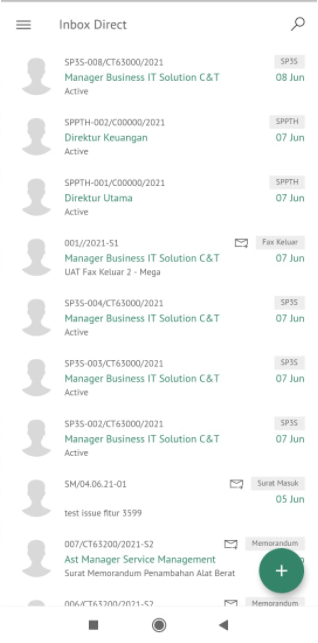 Inbox Direct
SP3S-008/CT63000/2021 SP3S
Manager Business IT Solution C&T 08 Jun
Active
SPPTH-002/C00000/2021 SPPTH
Direktur Keuangan 07 Jun
Active
SPPTH-001/C00000/2021 SPPTH
Direktur Utama 07 Jun
Active
001//2021-S1 Fax Keluar
Manager Business IT Solution C&T 07 Jun
UAT Fax Keluar 2 - Mega
SP3S-004/CT63000/2021 SP3S
Manager Business IT Solution C&T 07 Jun
Active
SP3S-003/CT63000/2021 SP3S
Manager Business IT Solution C&T 07 Jun
Active
SP3S-002/CT63000/2021 SP3S
Manager Business IT Solution C&T 07 Jun
Active
SM/04.06.21-01 Surat Masuk
05 Jun
test issue fitur 3599
007/CT63200/2021-S2 Memorandum
Ast Manager Service Management
Surat Memorandum Penambahan Alat Berat
006/CT63200/2021-S2 Memorandum